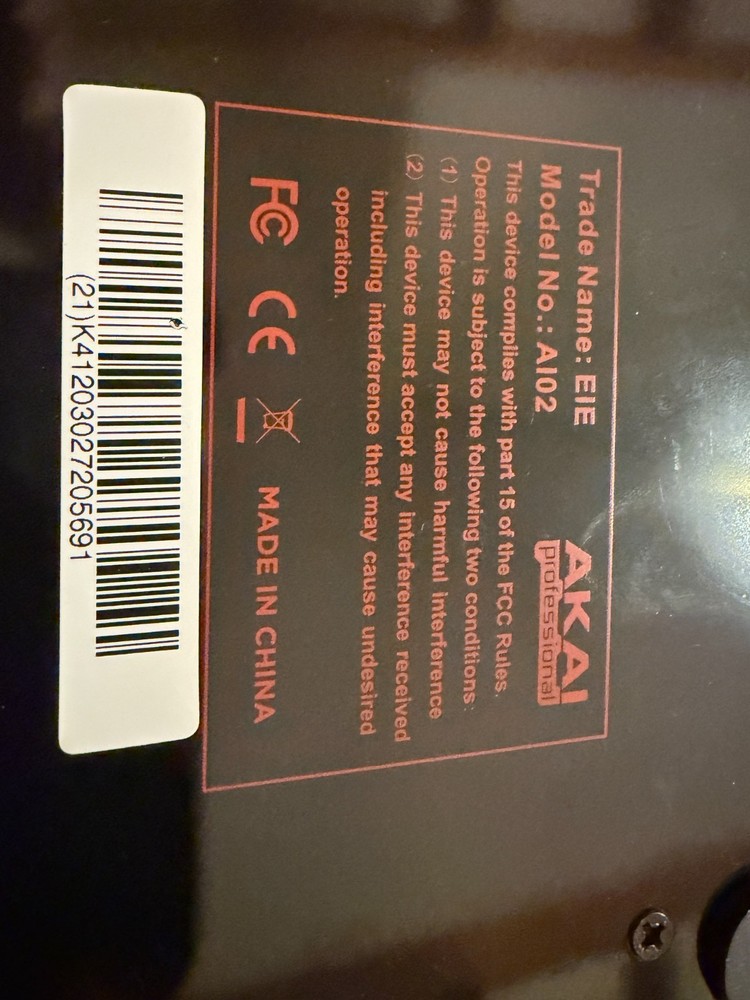 Trade Name: EIE
Model No.: AI02
AKAI
professional
This device complies with part 15 of the FCC Rules.
Operation is subject to the following two conditions:
(1) This device may not cause harmful interference
(2) This device must accept any interference received
including interference that may cause undesired
operation.
FC CE MADE IN CHINA
(21)K41203027205691